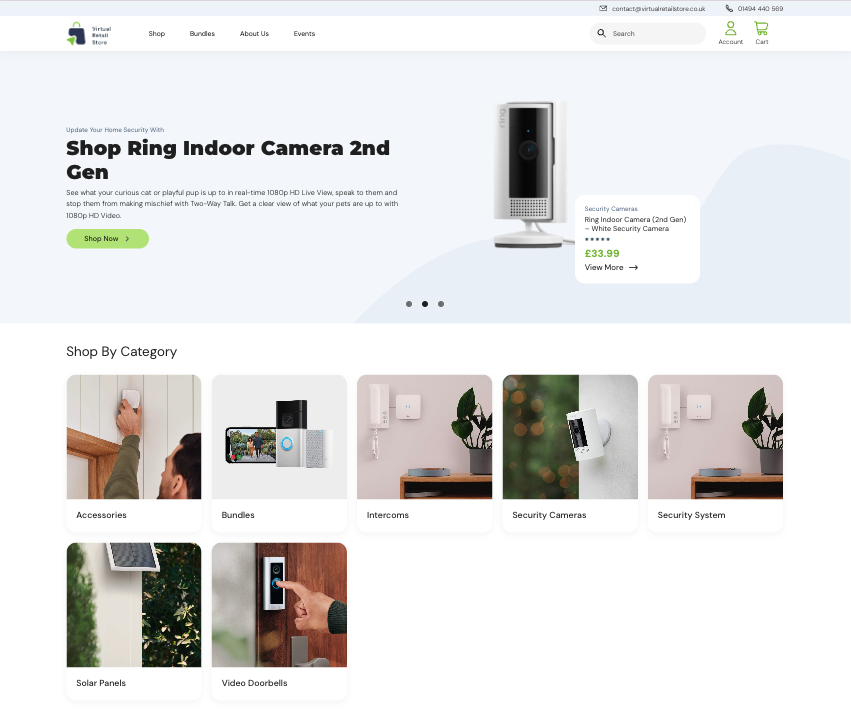 contact@virtualretailstore.co.uk
01494 440 569
Virtual
Retail
Store
Shop
Bundles
About Us
Events
Search
Account
Cart
Update Your Home Security With
Shop Ring Indoor Camera 2nd
Gen
See what your curious cat or playful pup is up to in real-time 1080p HD Live View, speak to them and
stop them from making mischief with Two-Way Talk. Get a clear view of what your pets are up to with
1080p HD Video.
Shop Now
ring
Security Cameras
Ring Indoor Camera (2nd Gen)
– White Security Camera
£33.99
View More
Shop By Category
Accessories
Bundles
Intercoms
Security Cameras
Security System
Solar Panels
Video Doorbells